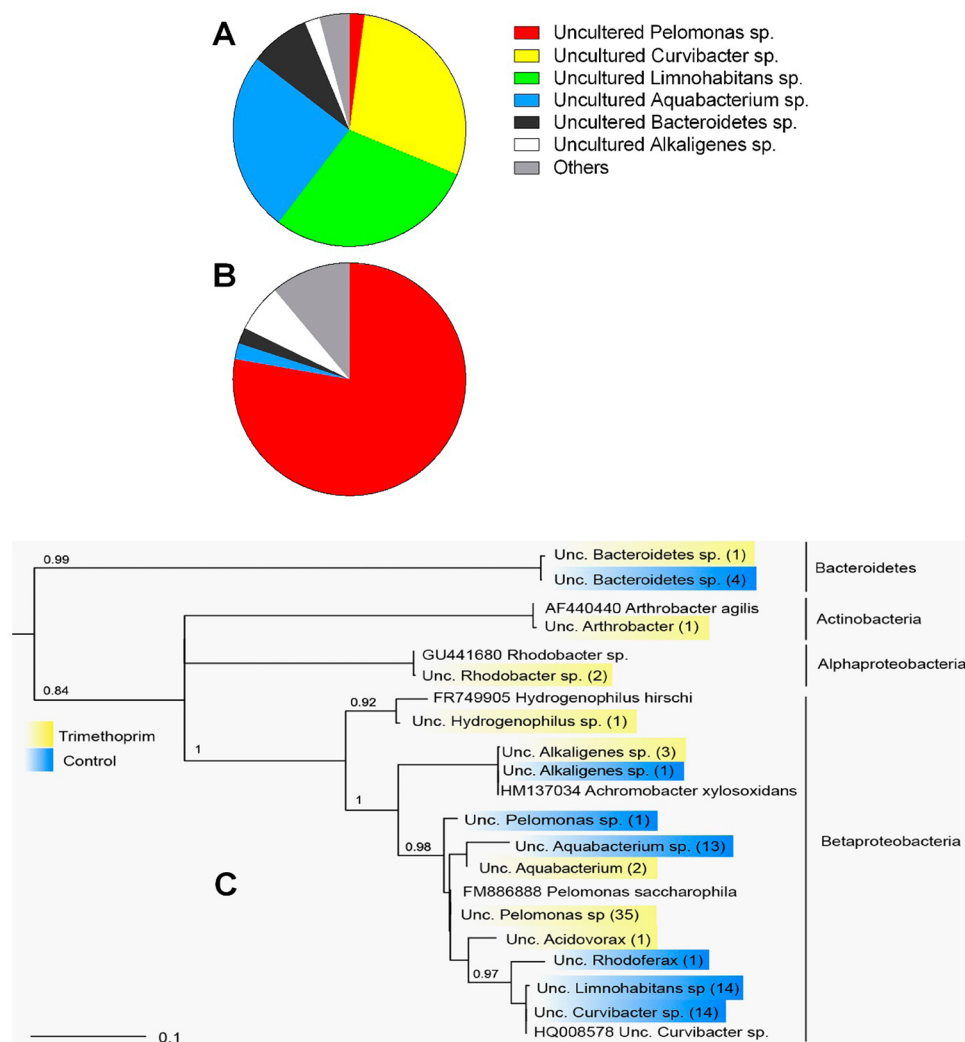 A
Uncultured Pelomonas sp.
Uncultured Curvibacter sp.
Uncultured Limnohabitans sp.
Uncultured Aquabacterium sp.
Uncultered Bacteroidetes sp.
Uncultured Alkaligenes sp.
Others
B
0.99
Unc. Bacteroidetes sp. (1)
Unc. Bacteroidetes sp. (4)
Bacteroidetes
AF440440 Arthrobacter agilis
Unc. Arthrobacter (1)
Actinobacteria
GU441680 Rhodobacter sp.
Unc. Rhodobacter sp. (2)
Alphaproteobacteria
0.84
0.92
FR749905 Hydrogenophilus hirschi
Unc. Hydrogenophilus sp. (1)
Trimethoprim
Control
1
Unc. Alkaligenes sp. (3)
Unc. Alkaligenes sp. (1)
HM137034 Achromobacter xylosoxidans
1
Unc. Pelomonas sp. (1)
0.98
Unc. Aquabacterium sp. (13)
Unc. Aquabacterium (2)
Betaproteobacteria
C
FM886888 Pelomonas saccharophila
Unc. Pelomonas sp (35)
Unc. Acidovorax (1)
0.97
Unc. Rhodoferax (1)
Unc. Limnohabitans sp (14)
Unc. Curvibacter sp. (14)
HQ008578 Unc. Curvibacter sp.
0.1